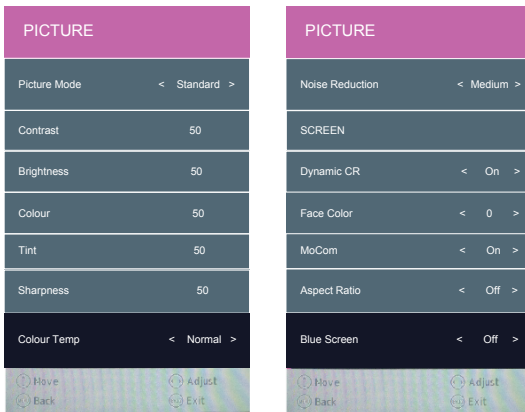 PICTURE
Picture Mode < Standard >
Contrast 50
Brightness 50
Colour 50
Tint 50
Sharpness 50
Colour Temp < Normal >
Move Adjust
Back Exit
PICTURE
Noise Reduction < Medium >
SCREEN
Dynamic CR < On >
Face Color < 0 >
MoCom < On >
Aspect Ratio < Off >
Blue Screen < Off >
Move Adjust
Back Exit